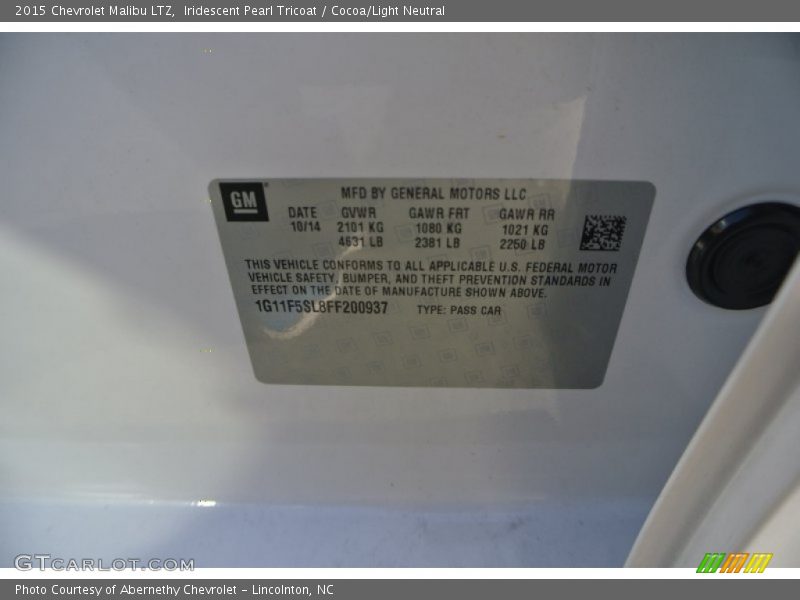 2015 Chevrolet Malibu LTZ, Iridescent Pearl Tricoat / Cocoa/Light Neutral
GM
MFD BY GENERAL MOTORS LLC
DATE GVWR GAWR FRT GAWR RR
10/14 2101 KG 1080 KG 1021 KG
4631 LB 2381 LB 2250 LB
THIS VEHICLE CONFORMS TO ALL APPLICABLE U.S. FEDERAL MOTOR
VEHICLE SAFETY, BUMPER, AND THEFT PREVENTION STANDARDS IN
EFFECT ON THE DATE OF MANUFACTURE SHOWN ABOVE.
1G11F5SL8FF200937 TYPE: PASS CAR
GTCARLOT.COM
Photo Courtesy of Abernethy Chevrolet – Lincolnton, NC